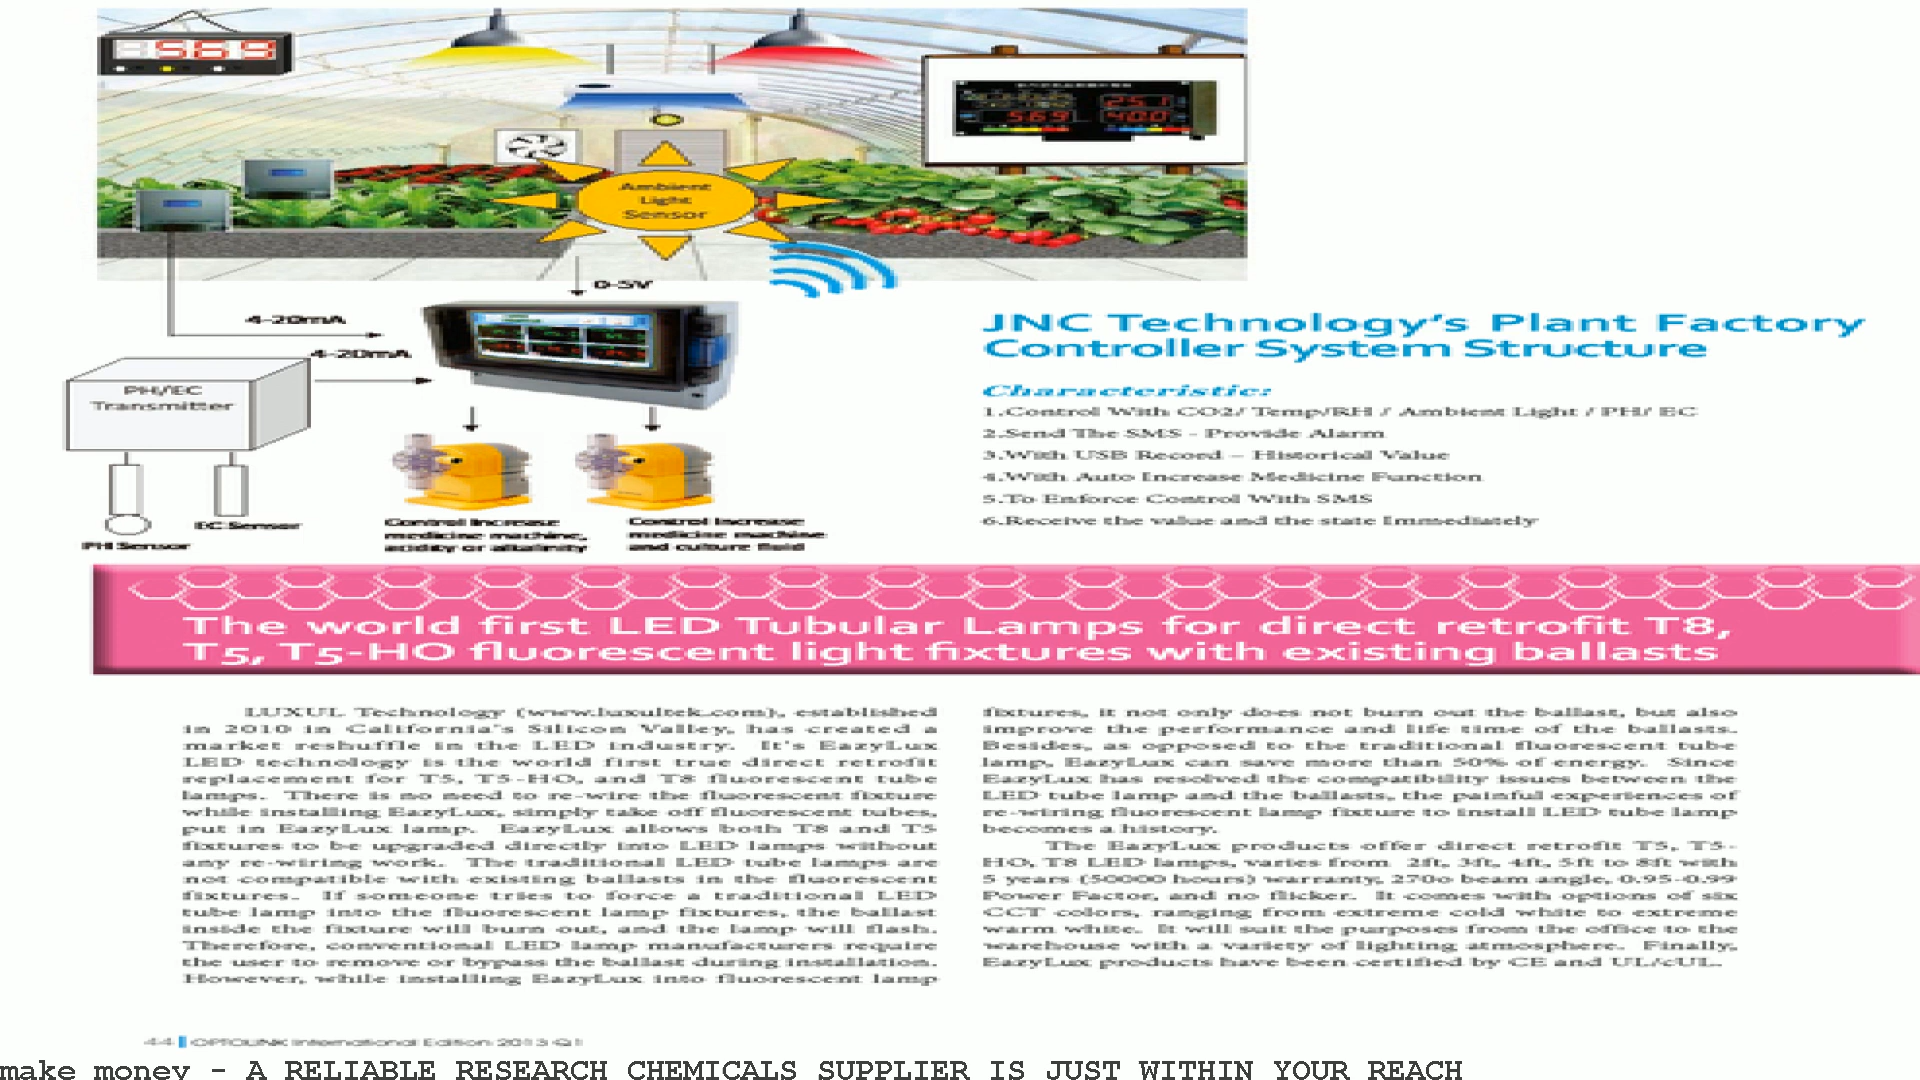 569
25.1
569
40.0
Ambient
Light
Sensor
0-5V
4-20mA
4-20mA
PH/EC
Transmitter
EC Sensor
PH Sensor
Control Increase
medicine machine,
acidity or alkalinity
Control Increase
medicine machine
and culture fluid
JNC Technology's Plant Factory
Controller System Structure
Characteristic:
1.Control With CO2/ Temp/RH / Ambient Light / PH/ EC
2.Send The SMS - Provide Alarm
3.With USB Record – Historical Value
4.With Auto Increase Medicine Function
5.To Enforce Control With SMS
6.Receive the value and the state Immediately
The world first LED Tubular Lamps for direct retrofit T8,
T5, T5-HO fluorescent light fixtures with existing ballasts
LUXUL Technology (www.luxultek.com), established
in 2010 in California's Silicon Valley, has created a
market reshuffle in the LED industry. It's EazyLux
LED technology is the world first true direct retrofit
replacement for T5, T5-HO, and T8 fluorescent tube
lamps. There is no need to re-wire the fluorescent fixture
while installing EazyLux, simply take off fluorescent tubes,
put in EazyLux lamp. EazyLux allows both T8 and T5
fixtures to be upgraded directly into LED lamps without
any re-wiring work. The traditional LED tube lamps are
not compatible with existing ballasts in the fluorescent
fixtures. If someone tries to force a traditional LED
tube lamp into the fluorescent lamp fixtures, the ballast
inside the fixture will burn out, and the lamp will flash.
Therefore, conventional LED lamp manufacturers require
the user to remove or bypass the ballast during installation.
However, while installing EazyLux into fluorescent lamp
fixtures, it not only does not burn out the ballast, but also
improve the performance and life time of the ballasts.
Besides, as opposed to the traditional fluorescent tube
lamp, EazyLux can save more than 50% of energy. Since
EazyLux has resolved the compatibility issues between the
LED tube lamp and the ballasts, the painful experiences of
re-wiring fluorescent lamp fixture to install LED tube lamp
becomes a history.
The EazyLux products offer direct retrofit T5, T5-
HO, T8 LED lamps, varies from 2ft, 3ft, 4ft, 5ft to 8ft with
5 years (50000 hours) warranty, 270o beam angle, 0.95-0.99
Power Factor, and no flicker. It comes with options of six
CCT colors, ranging from extreme cold white to extreme
warm white. It will suit the purposes from the office to the
warehouse with a variety of lighting atmosphere. Finally,
EazyLux products have been certified by CE and UL/cUL.
44 OPTOLINK International Edition 2013 Q1
make money - A RELIABLE RESEARCH CHEMICALS SUPPLIER IS JUST WITHIN YOUR REACH